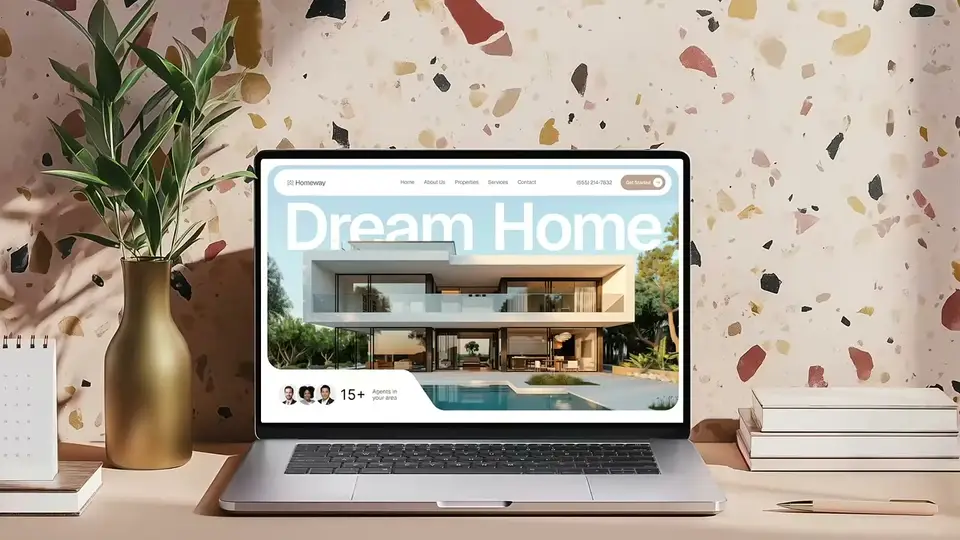 Homeway
Home About Us Properties Services Contact
(555) 214-7832
Get Started
Dream Home
15+
Agents in
your area